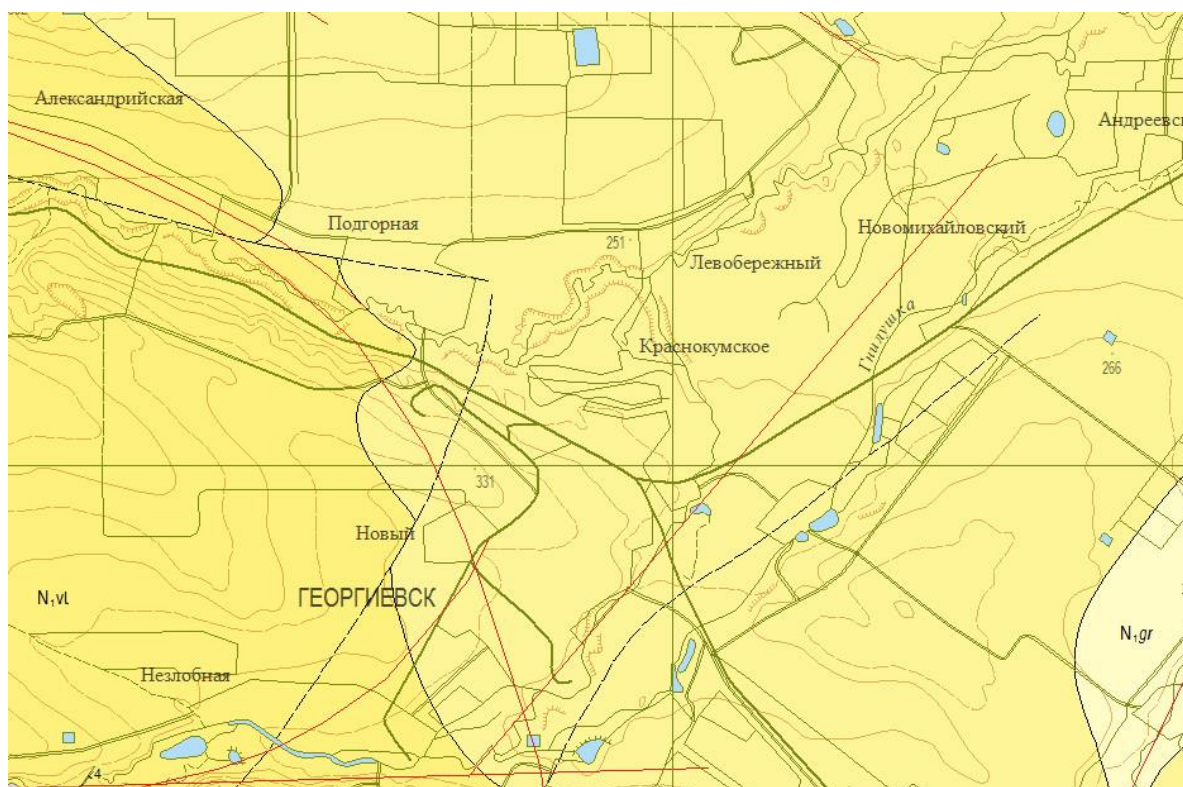 Александрийская
Андреевск
Подгорная
Новомихайловский
251
Левобережный
Гнилушка
Краснокумское
266
331
Новый
N₁vl
ГЕОРГИЕВСК
N₁gr
Незлобная